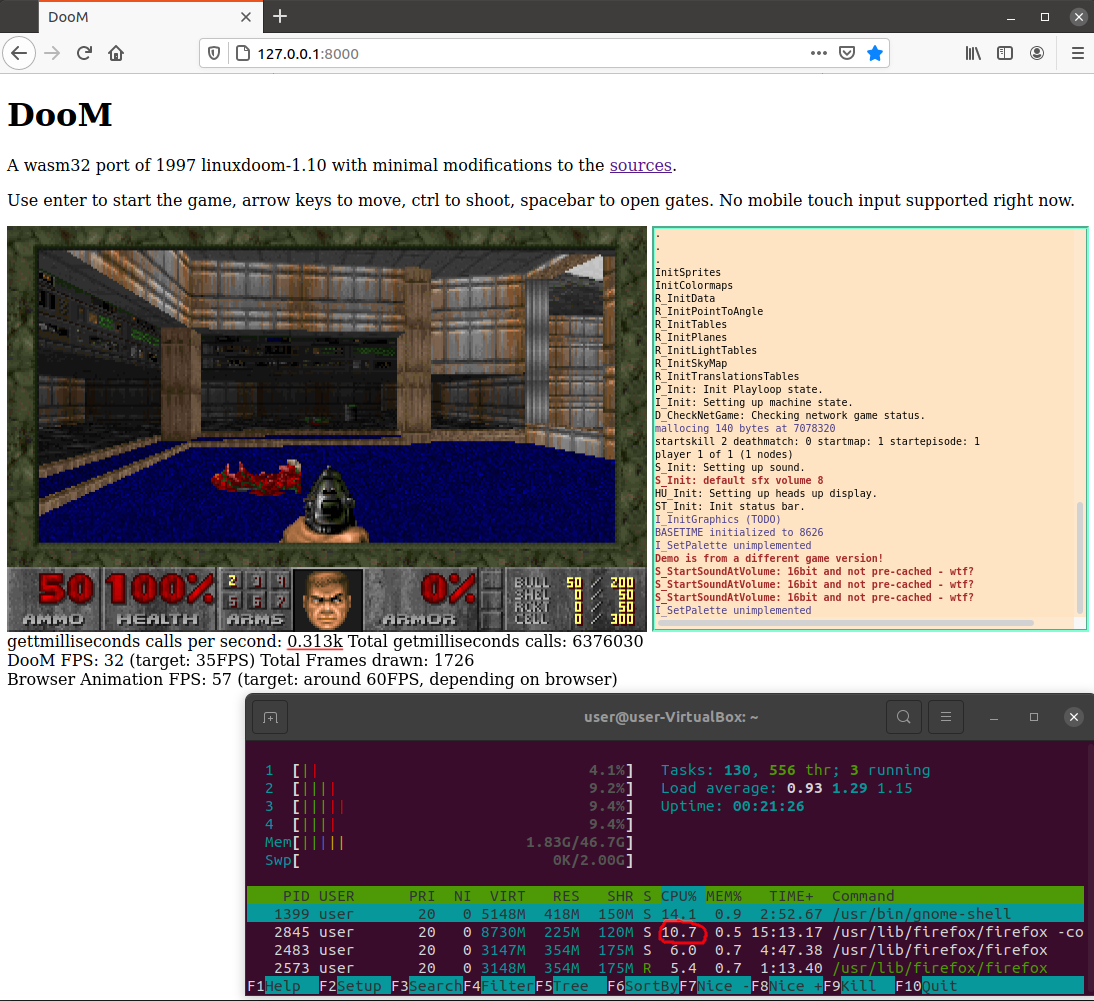 DooM
127.0.0.1:8000
DooM
A wasm32 port of 1997 linuxdoom-1.10 with minimal modifications to the sources.
Use enter to start the game, arrow keys to move, ctrl to shoot, spacebar to open gates. No mobile touch input supported right now.
.
.
.
InitSprites
InitColormaps
R_InitData
R_InitPointToAngle
R_InitTables
R_InitPlanes
R_InitLightTables
R_InitSkyMap
R_InitTranslationsTables
P_Init: Init Playloop state.
I_Init: Setting up machine state.
D_CheckNetGame: Checking network game status.
mallocing 140 bytes at 7078320
startskill 2 deathmatch: 0 startmap: 1 startepisode: 1
player 1 of 1 (1 nodes)
S_Init: Setting up sound.
S_Init: default sfx volume 8
HU_Init: Setting up heads up display.
ST_Init: Init status bar.
I_InitGraphics (TODO)
BASETIME initialized to 8626
I_SetPalette unimplemented
Demo is from a different game version!
S_StartSoundAtVolume: 16bit and not pre-cached - wtf?
S_StartSoundAtVolume: 16bit and not pre-cached - wtf?
S_StartSoundAtVolume: 16bit and not pre-cached - wtf?
I_SetPalette unimplemented
50 100% 2 3 4 0% BULL 50 / 200
5 6 7 SHEL 0 / 50
RCKT 0 / 50
AMMO HEALTH ARMS ARMOR CELL 0 / 300
gettmilliseconds calls per second: 0.313k Total getmilliseconds calls: 6376030
DooM FPS: 32 (target: 35FPS) Total Frames drawn: 1726
Browser Animation FPS: 57 (target: around 60FPS, depending on browser)
user@user-VirtualBox: ~
1 [|| 4.1%] Tasks: 130, 556 thr; 3 running
2 [|||| 9.2%] Load average: 0.93 1.29 1.15
3 [||||| 9.4%] Uptime: 00:21:26
4 [|||| 9.4%]
Mem[||||| 1.83G/46.7G]
Swp[ 0K/2.00G]
PID USER PRI NI VIRT RES SHR S CPU% MEM% TIME+ Command
1399 user 20 0 5148M 418M 150M S 14.1 0.9 2:52.67 /usr/bin/gnome-shell
2845 user 20 0 8730M 225M 120M S 10.7 0.5 15:13.17 /usr/lib/firefox/firefox -co
2483 user 20 0 3147M 354M 175M S 6.0 0.7 4:47.38 /usr/lib/firefox/firefox
2573 user 20 0 3148M 354M 175M R 5.4 0.7 1:13.40 /usr/lib/firefox/firefox
F1Help F2Setup F3SearchF4FilterF5Tree F6SortByF7Nice -F8Nice +F9Kill F10Quit